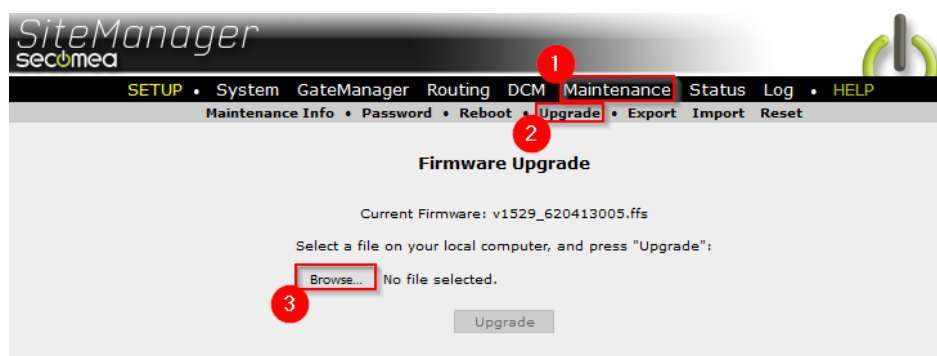 SiteManager
secomea
1
SETUP • System GateManager Routing DCM Maintenance Status Log • HELP
Maintenance Info • Password • Reboot • Upgrade • Export Import Reset
2
Firmware Upgrade
Current Firmware: v1529_620413005.ffs
Select a file on your local computer, and press "Upgrade":
Browse... No file selected.
3
Upgrade